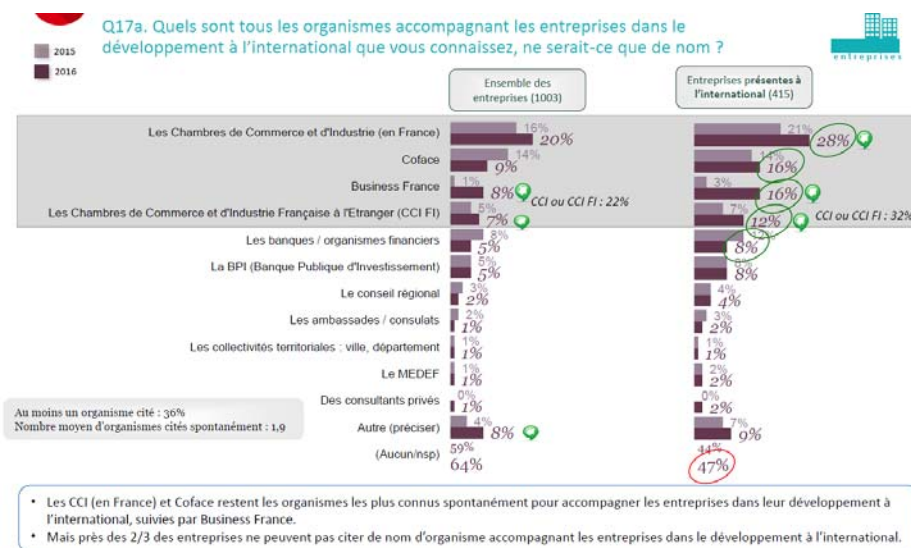 Q17a. Quels sont tous les organismes accompagnant les entreprises dans le
développement à l'international que vous connaissez, ne serait-ce que de nom ?
2015
2016
entreprises
Ensemble des
entreprises (1003)
Entreprises présentes à
l'international (415)
Les Chambres de Commerce et d'Industrie (en France) 16% 20% 21% 28%
Coface 14% 9% 14% 16%
Business France 1% 8% 3% 16%
CCI ou CCI FI : 22%
Les Chambres de Commerce et d'Industrie Française à l'Etranger (CCI FI) 5% 7% 7% 12%
CCI ou CCI FI : 32%
Les banques / organismes financiers 8% 5% 8%
La BPI (Banque Publique d'Investissement) 5% 5% 8%
Le conseil régional 3% 2% 4% 4%
Les ambassades / consulats 2% 1% 3% 2%
Les collectivités territoriales : ville, département 1% 1% 1% 1%
Le MEDEF 1% 1% 2% 2%
Des consultants privés 0% 1% 0% 2%
Autre (préciser) 4% 8% 7% 9%
(Aucun/nsp) 59% 64% 44% 47%
Au moins un organisme cité : 36%
Nombre moyen d'organismes cités spontanément : 1,9
• Les CCI (en France) et Coface restent les organismes les plus connus spontanément pour accompagner les entreprises dans leur développement à
l'international, suivies par Business France.
• Mais près des 2/3 des entreprises ne peuvent pas citer de nom d'organisme accompagnant les entreprises dans le développement à l'international.